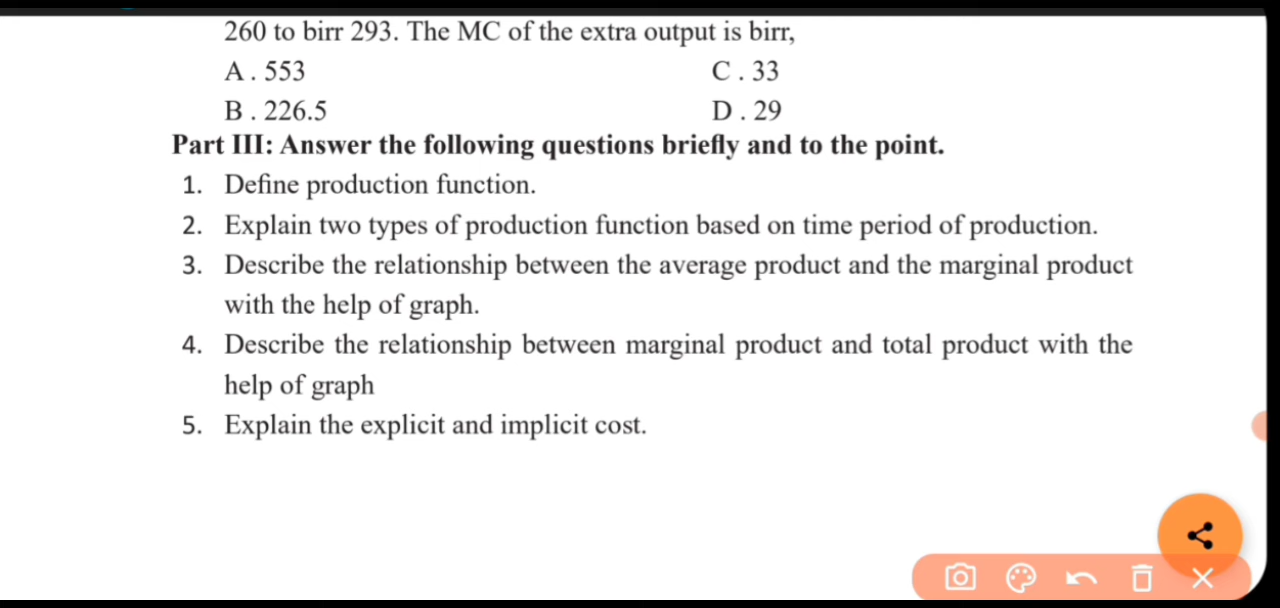 260 to birr 293. The MC of the extra output is birr,
A . 553 C . 33
B . 226.5 D . 29
Part III: Answer the following questions briefly and to the point.
1. Define production function.
2. Explain two types of production function based on time period of production.
3. Describe the relationship between the average product and the marginal product
with the help of graph.
4. Describe the relationship between marginal product and total product with the
help of graph
5. Explain the explicit and implicit cost.